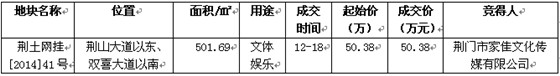 地块名称 位置 面积/㎡ 用途 成交时间 起始价(万) 成交价(万元) 竞得人
荆土网挂[2014]41号 荆山大道以东、双喜大道以南 501.69 文体娱乐 12-18 50.38 50.38 荆门市家佳文化传媒有限公司